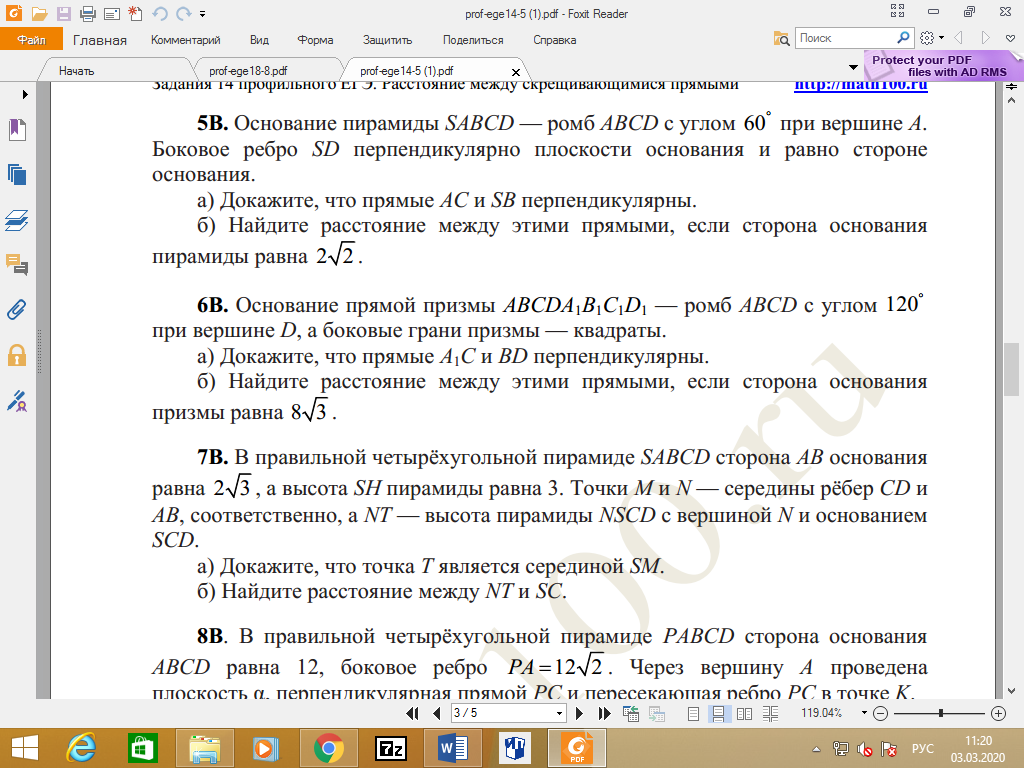 prof-ege14-5 (1).pdf - Foxit Reader
Файл Главная Комментарий Вид Форма Защитить Поделиться Справка Поиск
Начать prof-ege18-8.pdf prof-ege14-5 (1).pdf
Protect your PDF
files with AD RMS
Задания 14 профильного ЕГЭ. Расстояние между скрещивающимися прямыми http://math100.ru
5В. Основание пирамиды SABCD — ромб ABCD с углом 60° при вершине A.
Боковое ребро SD перпендикулярно плоскости основания и равно стороне
основания.
а) Докажите, что прямые AC и SB перпендикулярны.
б) Найдите расстояние между этими прямыми, если сторона основания
пирамиды равна 2√2.
6В. Основание прямой призмы ABCDA₁B₁C₁D₁ — ромб ABCD с углом 120°
при вершине D, а боковые грани призмы — квадраты.
а) Докажите, что прямые A₁C и BD перпендикулярны.
б) Найдите расстояние между этими прямыми, если сторона основания
призмы равна 8√3.
7В. В правильной четырёхугольной пирамиде SABCD сторона AB основания
равна 2√3, а высота SH пирамиды равна 3. Точки M и N — середины рёбер CD и
AB, соответственно, а NT — высота пирамиды NSCD с вершиной N и основанием
SCD.
а) Докажите, что точка T является серединой SM.
б) Найдите расстояние между NT и SC.
8В. В правильной четырёхугольной пирамиде PABCD сторона основания
ABCD равна 12, боковое ребро PA=12√2. Через вершину A проведена
плоскость α, перпендикулярная прямой PC и пересекающая ребро PC в точке K.
100.ru
3 / 5 119.04%
7z PDF РУС 11:20
03.03.2020